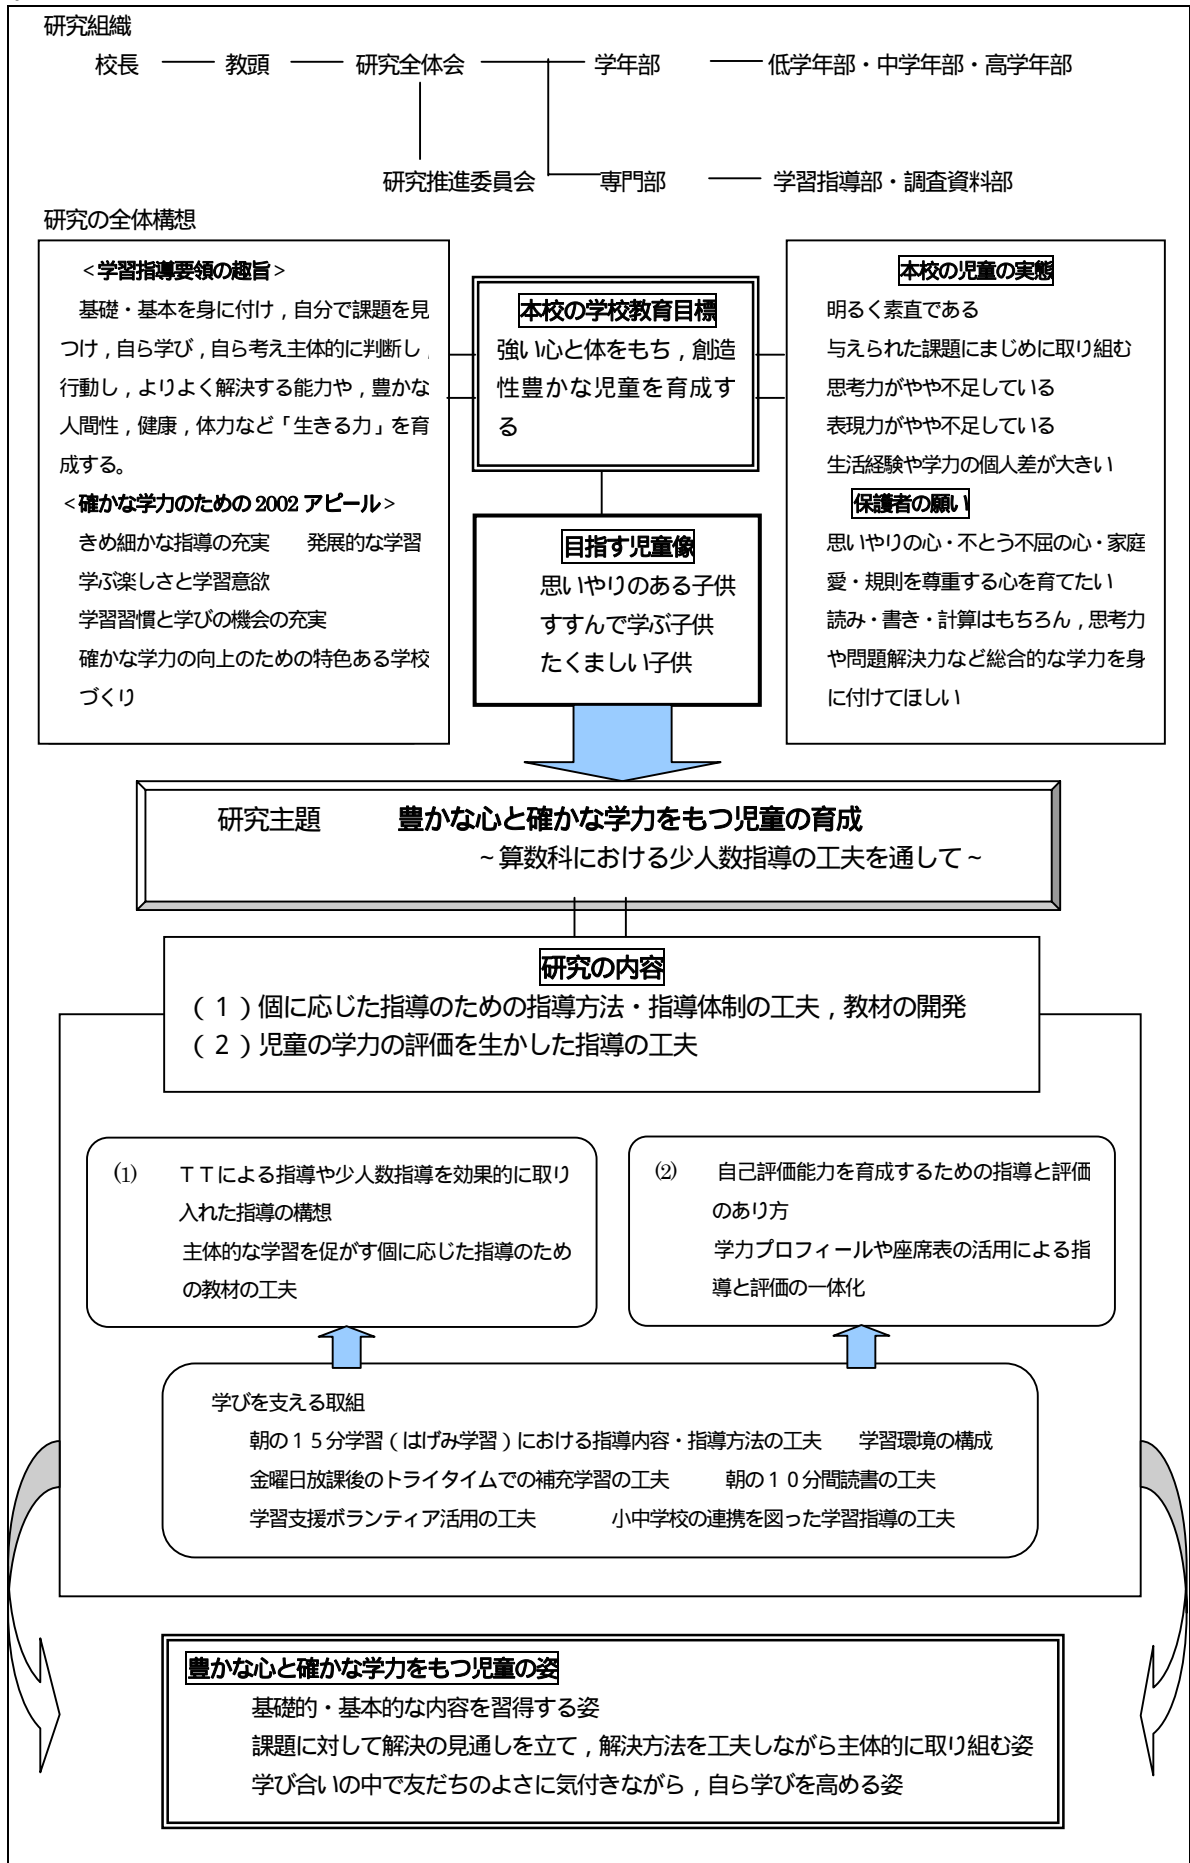 研究組織
校長 教頭 研究全体会 学年部 低学年部・中学年部・高学年部
研究推進委員会 専門部 学習指導部・調査資料部
研究の全体構想
<学習指導要領の趣旨>
基礎・基本を身に付け,自分で課題を見
つけ,自ら学び,自ら考え主体的に判断し,
行動し,よりよく解決する能力や,豊かな
人間性,健康,体力など「生きる力」を育
成する。
<確かな学力のための2002アピール>
きめ細かな指導の充実 発展的な学習
学ぶ楽しさと学習意欲
学習習慣と学びの機会の充実
確かな学力の向上のための特色ある学校
づくり
本校の学校教育目標
強い心と体をもち,創造
性豊かな児童を育成す
る
目指す児童像
思いやりのある子供
すすんで学ぶ子供
たくましい子供
本校の児童の実態
明るく素直である
与えられた課題にまじめに取り組む
思考力がやや不足している
表現力がやや不足している
生活経験や学力の個人差が大きい
保護者の願い
思いやりの心・不とう不屈の心・家庭
愛・規則を尊重する心を育てたい
読み・書き・計算はもちろん,思考力
や問題解決力など総合的な学力を身
に付けてほしい
研究主題 豊かな心と確かな学力をもつ児童の育成
~算数科における少人数指導の工夫を通して~
研究の内容
(1)個に応じた指導のための指導方法・指導体制の工夫,教材の開発
(2)児童の学力の評価を生かした指導の工夫
(1) TTによる指導や少人数指導を効果的に取り
入れた指導の構想
主体的な学習を促がす個に応じた指導のため
の教材の工夫
(2) 自己評価能力を育成するための指導と評価
のあり方
学力プロフィールや座席表の活用による指
導と評価の一体化
学びを支える取組
朝の15分学習(はげみ学習)における指導内容・指導方法の工夫 学習環境の構成
金曜日放課後のトライタイムでの補充学習の工夫 朝の10分間読書の工夫
学習支援ボランティア活用の工夫 小中学校の連携を図った学習指導の工夫
豊かな心と確かな学力をもつ児童の姿
基礎的・基本的な内容を習得する姿
課題に対して解決の見通しを立て,解決方法を工夫しながら主体的に取り組む姿
学び合いの中で友だちのよさに気付きながら,自ら学びを高める姿